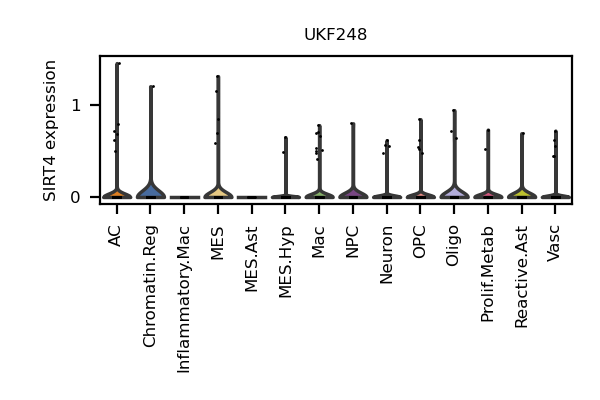 UKF248
SIRT4 expression
1
0
AC
Chromatin.Reg
Inflammatory.Mac
MES
MES.Ast
MES.Hyp
Mac
NPC
Neuron
OPC
Oligo
Prolif.Metab
Reactive.Ast
Vasc